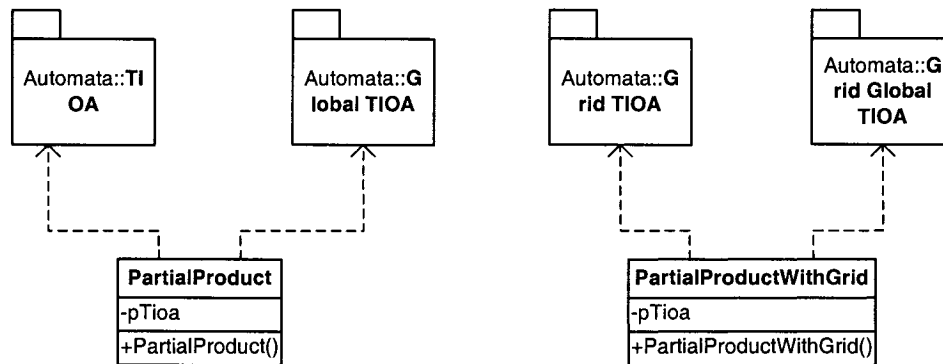 Automata::TI
OA
Automata::G
lobal TIOA
Automata::G
rid TIOA
Automata::G
rid Global
TIOA
PartialProduct
-pTioa
+PartialProduct()
PartialProductWithGrid
-pTioa
+PartialProductWithGrid()